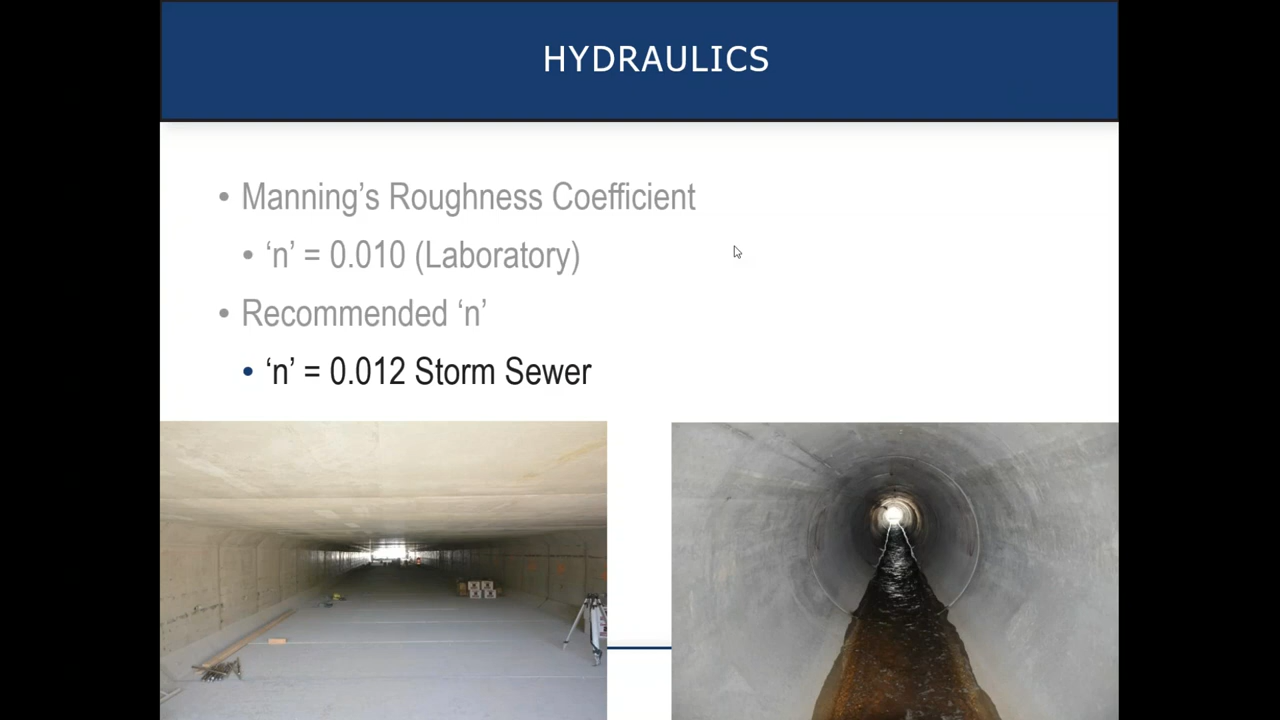 HYDRAULICS
• Manning’s Roughness Coefficient
• ‘n’ = 0.010 (Laboratory)
• Recommended ‘n’
• ‘n’ = 0.012 Storm Sewer